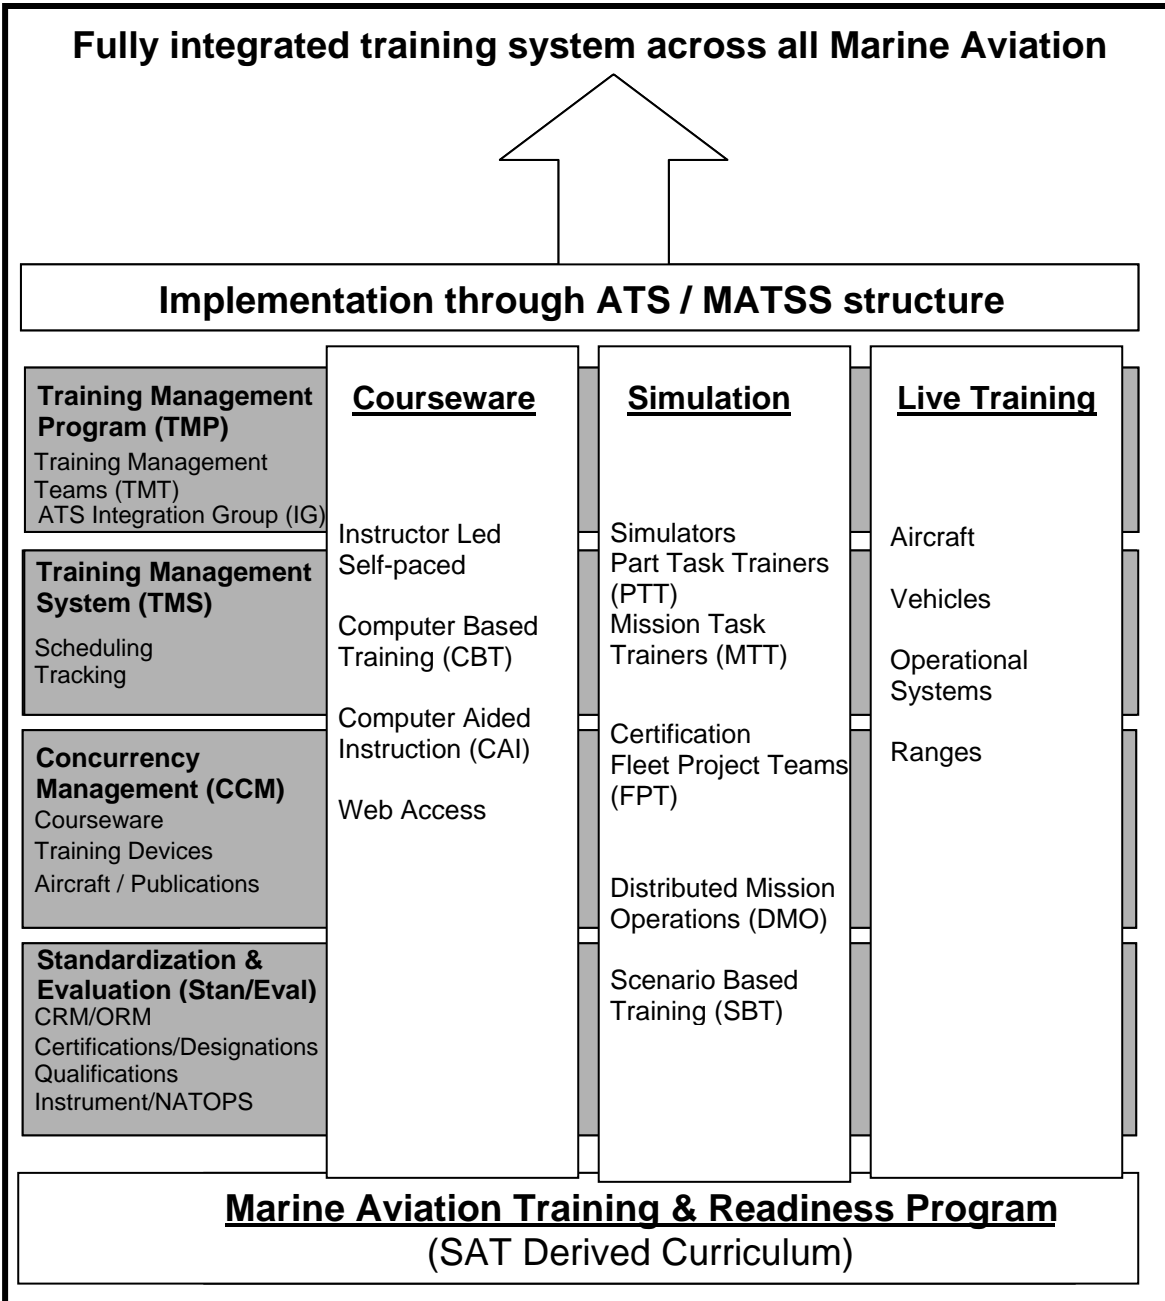 Fully integrated training system across all Marine Aviation
Implementation through ATS / MATSS structure
Training Management
Program (TMP)
Training Management
Teams (TMT)
ATS Integration Group (IG)
Training Management
System (TMS)
Scheduling
Tracking
Concurrency
Management (CCM)
Courseware
Training Devices
Aircraft / Publications
Standardization &
Evaluation (Stan/Eval)
CRM/ORM
Certifications/Designations
Qualifications
Instrument/NATOPS
Courseware
Instructor Led
Self-paced
Computer Based
Training (CBT)
Computer Aided
Instruction (CAI)
Web Access
Simulation
Simulators
Part Task Trainers
(PTT)
Mission Task
Trainers (MTT)
Certification
Fleet Project Teams
(FPT)
Distributed Mission
Operations (DMO)
Scenario Based
Training (SBT)
Live Training
Aircraft
Vehicles
Operational
Systems
Ranges
Marine Aviation Training & Readiness Program
(SAT Derived Curriculum)